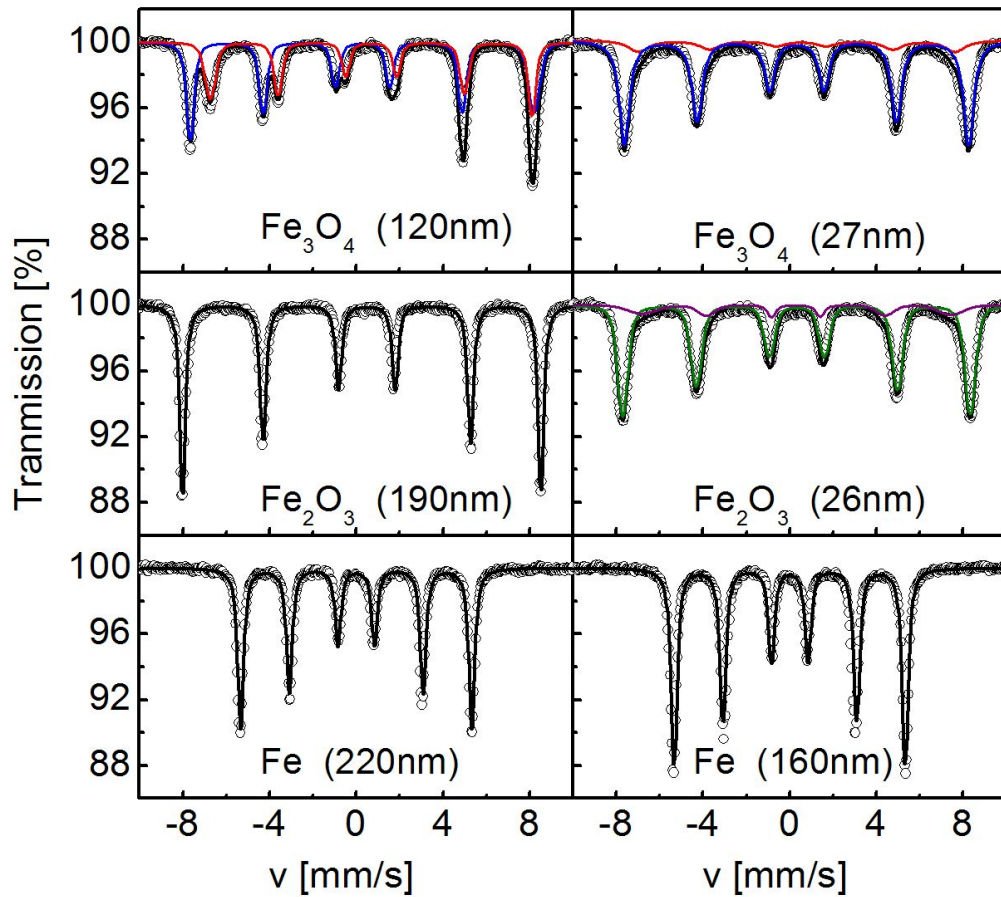 100
96
92
88
Fe₃O₄ (120nm)
Fe₃O₄ (27nm)
Tranmission [%]
100
96
92
88
Fe₂O₃ (190nm)
Fe₂O₃ (26nm)
100
96
92
88
Fe (220nm)
Fe (160nm)
-8 -4 0 4 8
-8 -4 0 4 8
v [mm/s]
v [mm/s]